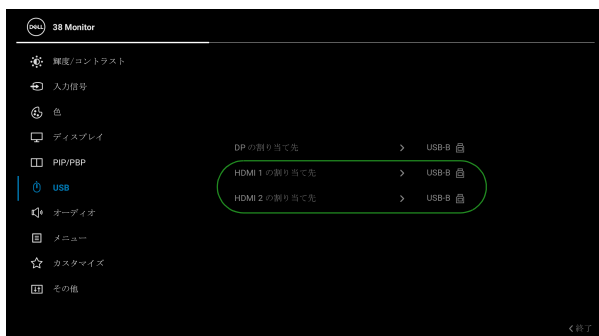 DELL 38 Monitor
輝度/コントラスト
入力信号
色
ディスプレイ
DP の割り当て先 USB-B
PIP/PBP
HDMI 1 の割り当て先 USB-B
USB
HDMI 2 の割り当て先 USB-B
オーディオ
メニュー
カスタマイズ
その他
終了